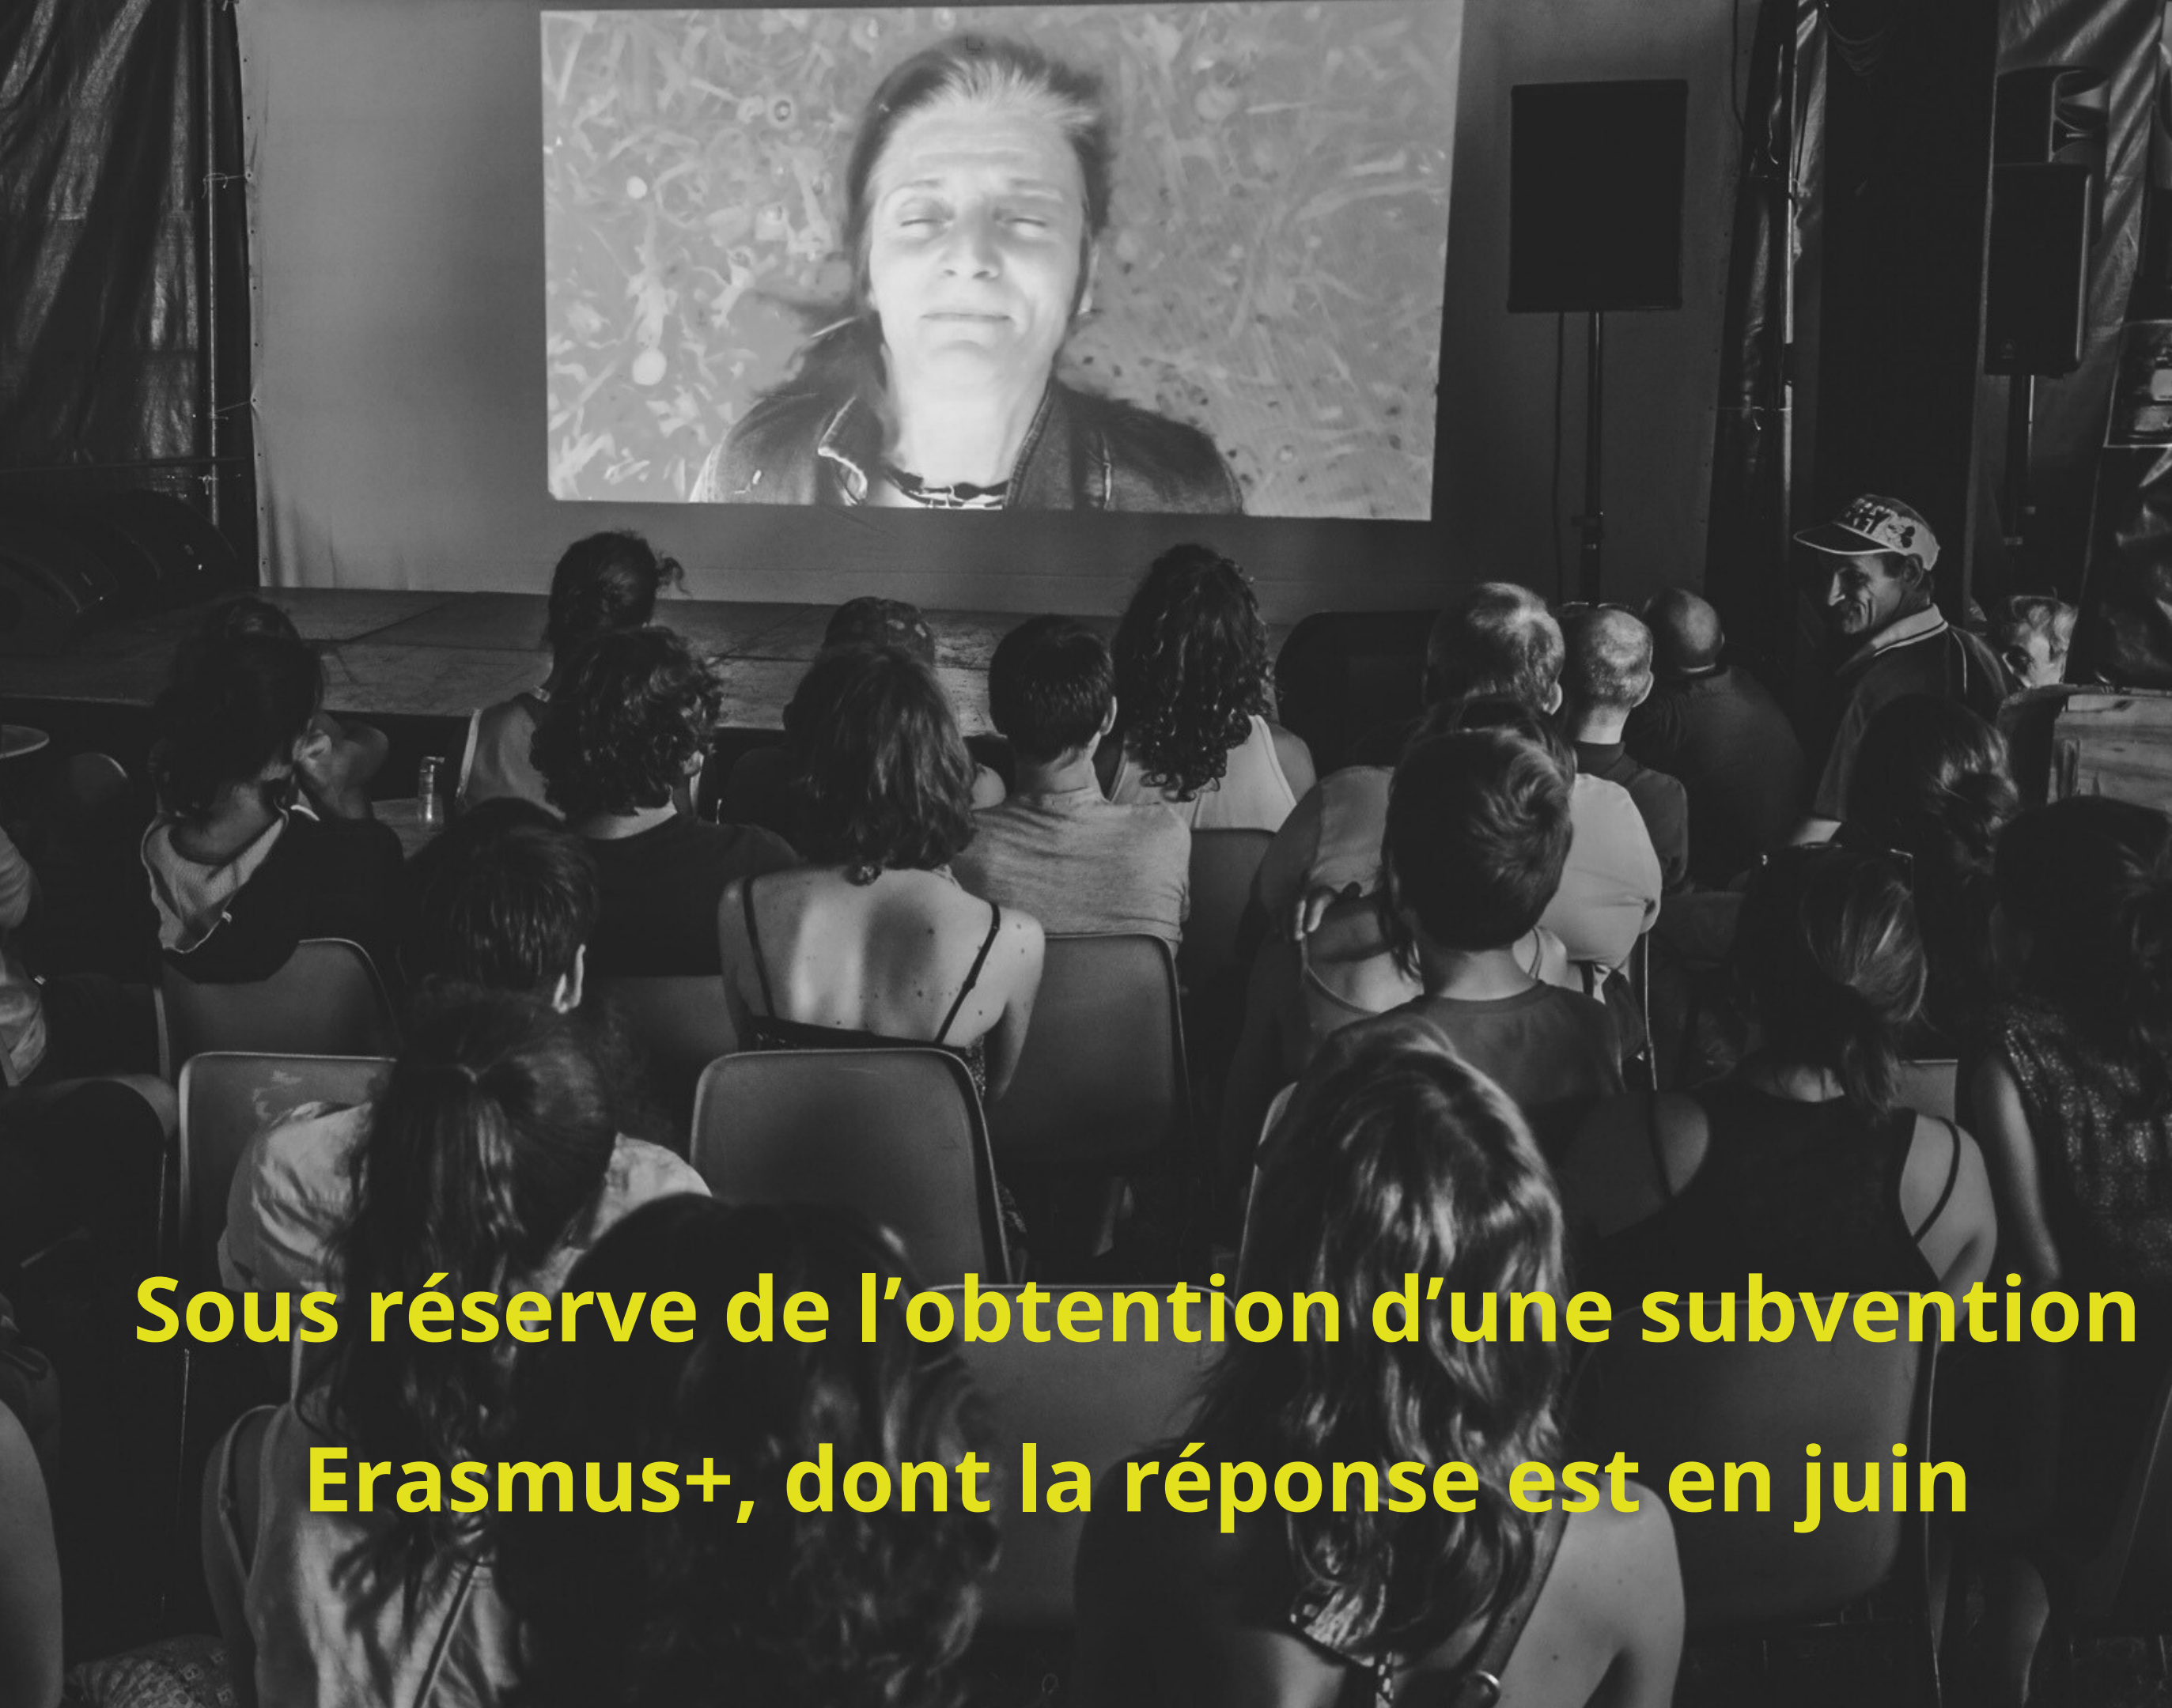 Sous réserve de l’obtention d’une subvention
Erasmus+, dont la réponse est en juin